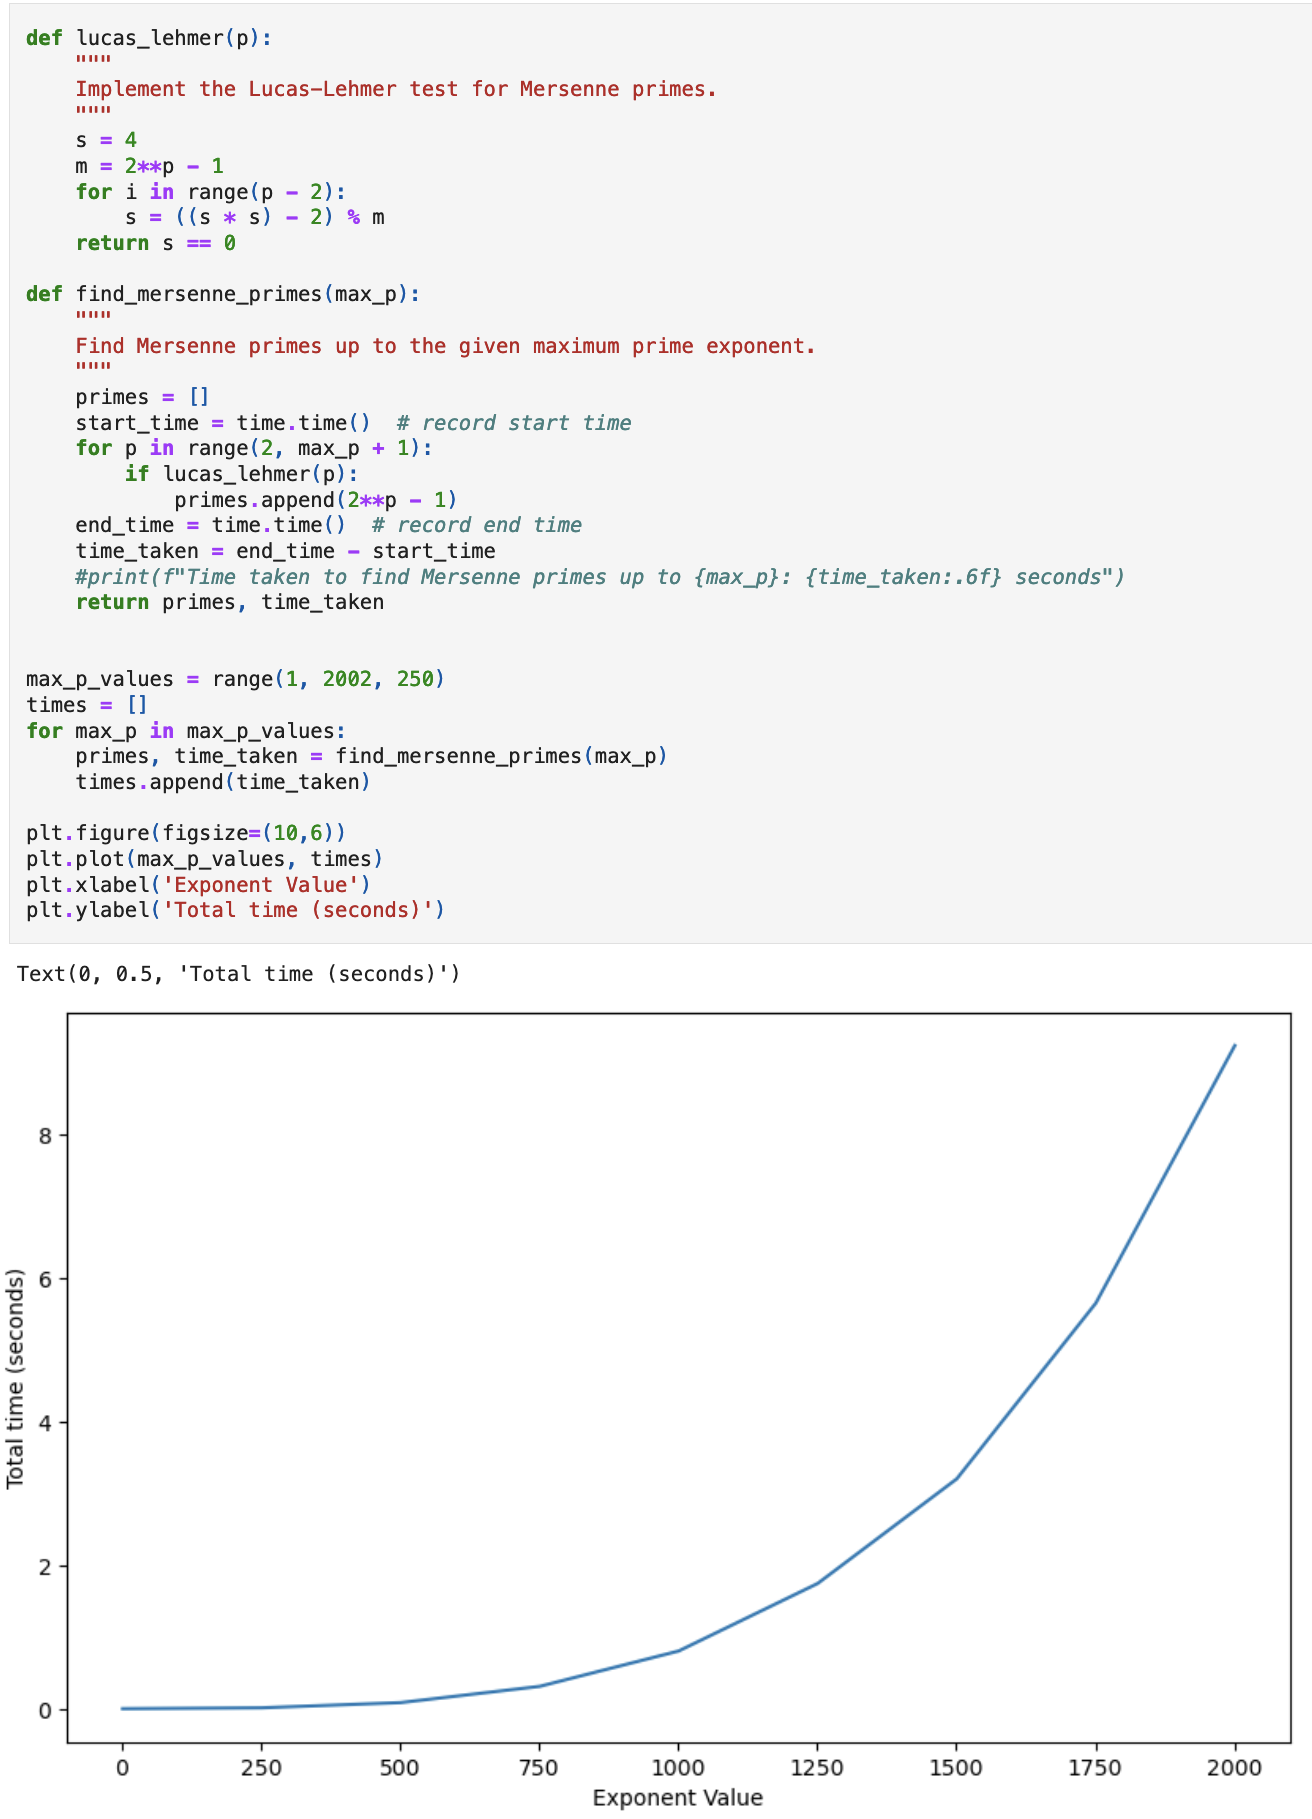 def lucas_lehmer(p):
    """
    Implement the Lucas-Lehmer test for Mersenne primes.
    """
    s = 4
    m = 2**p - 1
    for i in range(p - 2):
        s = ((s * s) - 2) % m
    return s == 0

def find_mersenne_primes(max_p):
    """
    Find Mersenne primes up to the given maximum prime exponent.
    """
    primes = []
    start_time = time.time()  # record start time
    for p in range(2, max_p + 1):
        if lucas_lehmer(p):
            primes.append(2**p - 1)
    end_time = time.time()  # record end time
    time_taken = end_time - start_time
    #print(f"Time taken to find Mersenne primes up to {max_p}: {time_taken:.6f} seconds")
    return primes, time_taken


max_p_values = range(1, 2002, 250)
times = []
for max_p in max_p_values:
    primes, time_taken = find_mersenne_primes(max_p)
    times.append(time_taken)

plt.figure(figsize=(10,6))
plt.plot(max_p_values, times)
plt.xlabel('Exponent Value')
plt.ylabel('Total time (seconds)')
Text(0, 0.5, 'Total time (seconds)')
Total time (seconds)
8
6
4
2
0
0 250 500 750 1000 1250 1500 1750 2000
Exponent Value